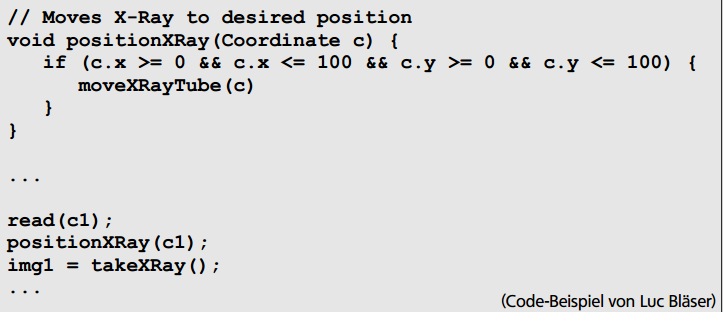 // Moves X-Ray to desired position
void positionXRay(Coordinate c) {
   if (c.x >= 0 && c.x <= 100 && c.y >= 0 && c.y <= 100) {
      moveXRayTube(c)
   }
}
...
read(c1);
positionXRay(c1);
img1 = takeXRay();
...
(Code-Beispiel von Luc Bläser)